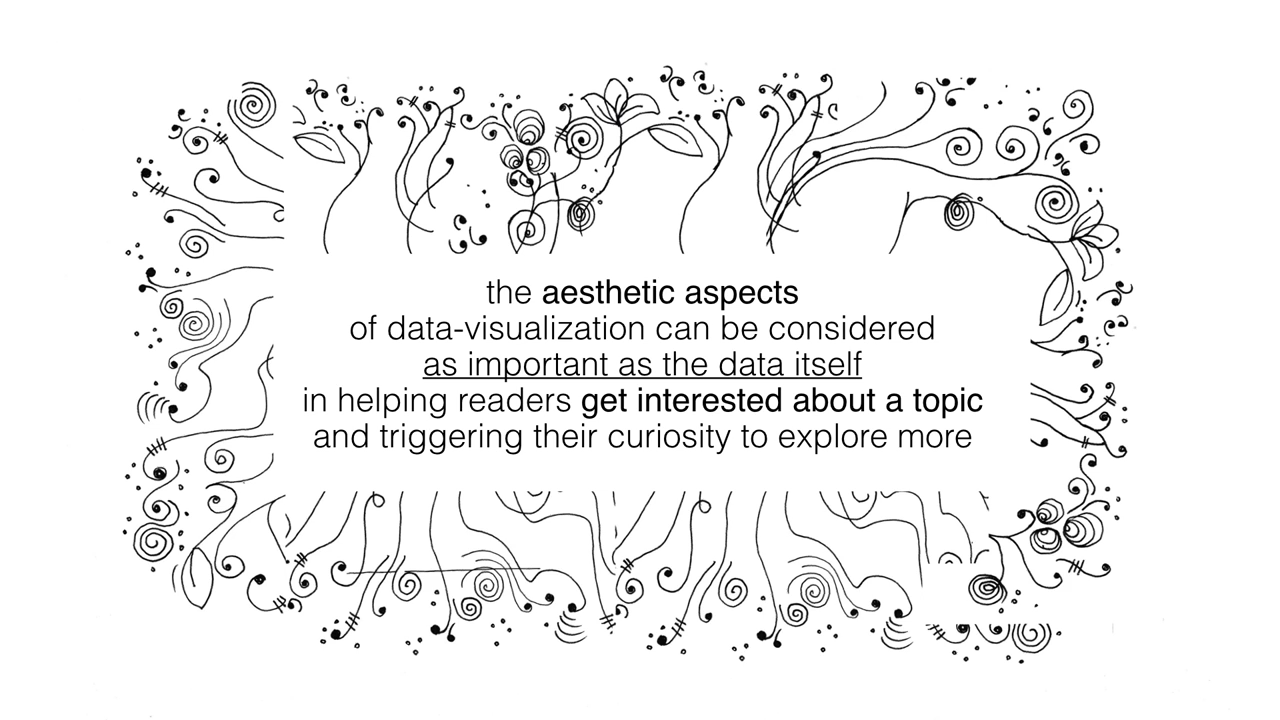 the aesthetic aspects
of data-visualization can be considered
as important as the data itself
in helping readers get interested about a topic
and triggering their curiosity to explore more